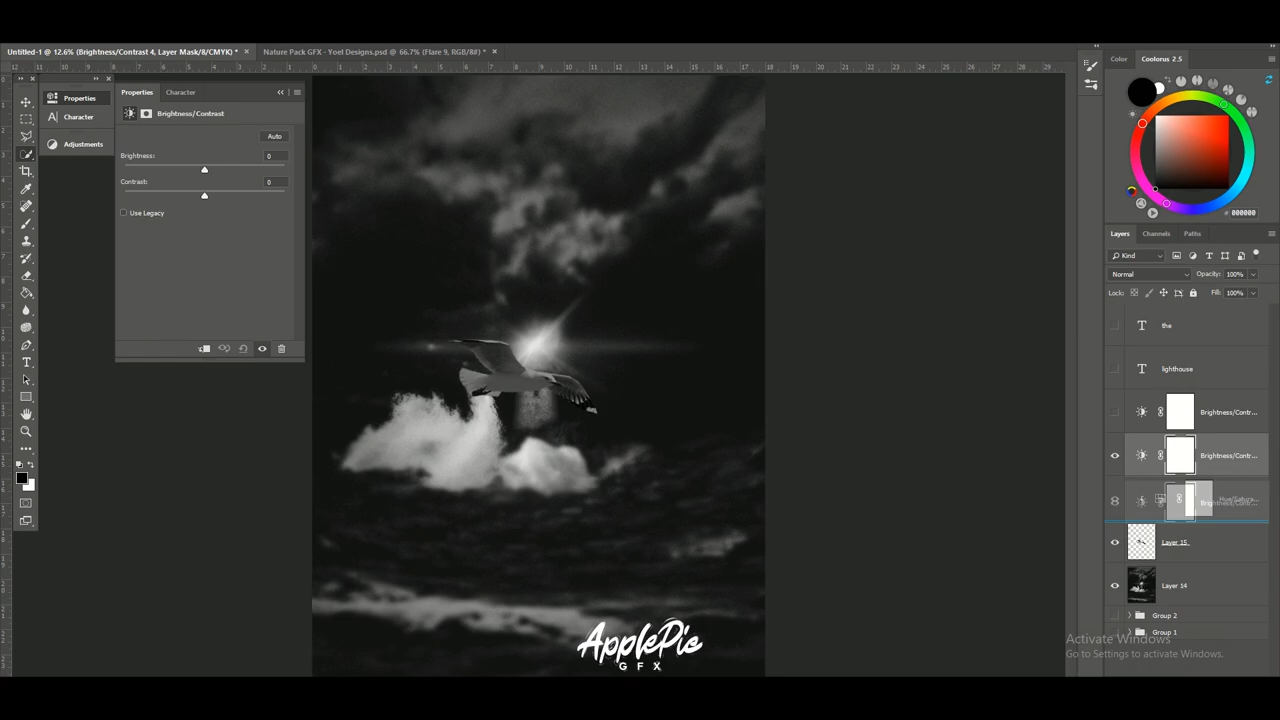 Untitled-1 @ 12.6% (Brightness/Contrast 4, Layer Mask/8/CMYK) *
Nature Pack GFX - Yoel Designs.psd @ 66.7% (Flare 9, RGB/8#) *
Properties
Character
Adjustments
Properties Character
Brightness/Contrast
Auto
Brightness: 0
Contrast: 0
Use Legacy
ApplePie
GFX
Color Coolorus 2.5
# 000000
Layers Channels Paths
Kind
Normal Opacity: 100%
Lock: Fill: 100%
the
lighthouse
Brightness/Contr...
Brightness/Contr...
Hue/Satura...
Brightness/Contr...
Layer 15
Layer 14
Group 2
Group 1
Activate Windows
Go to Settings to activate Windows.